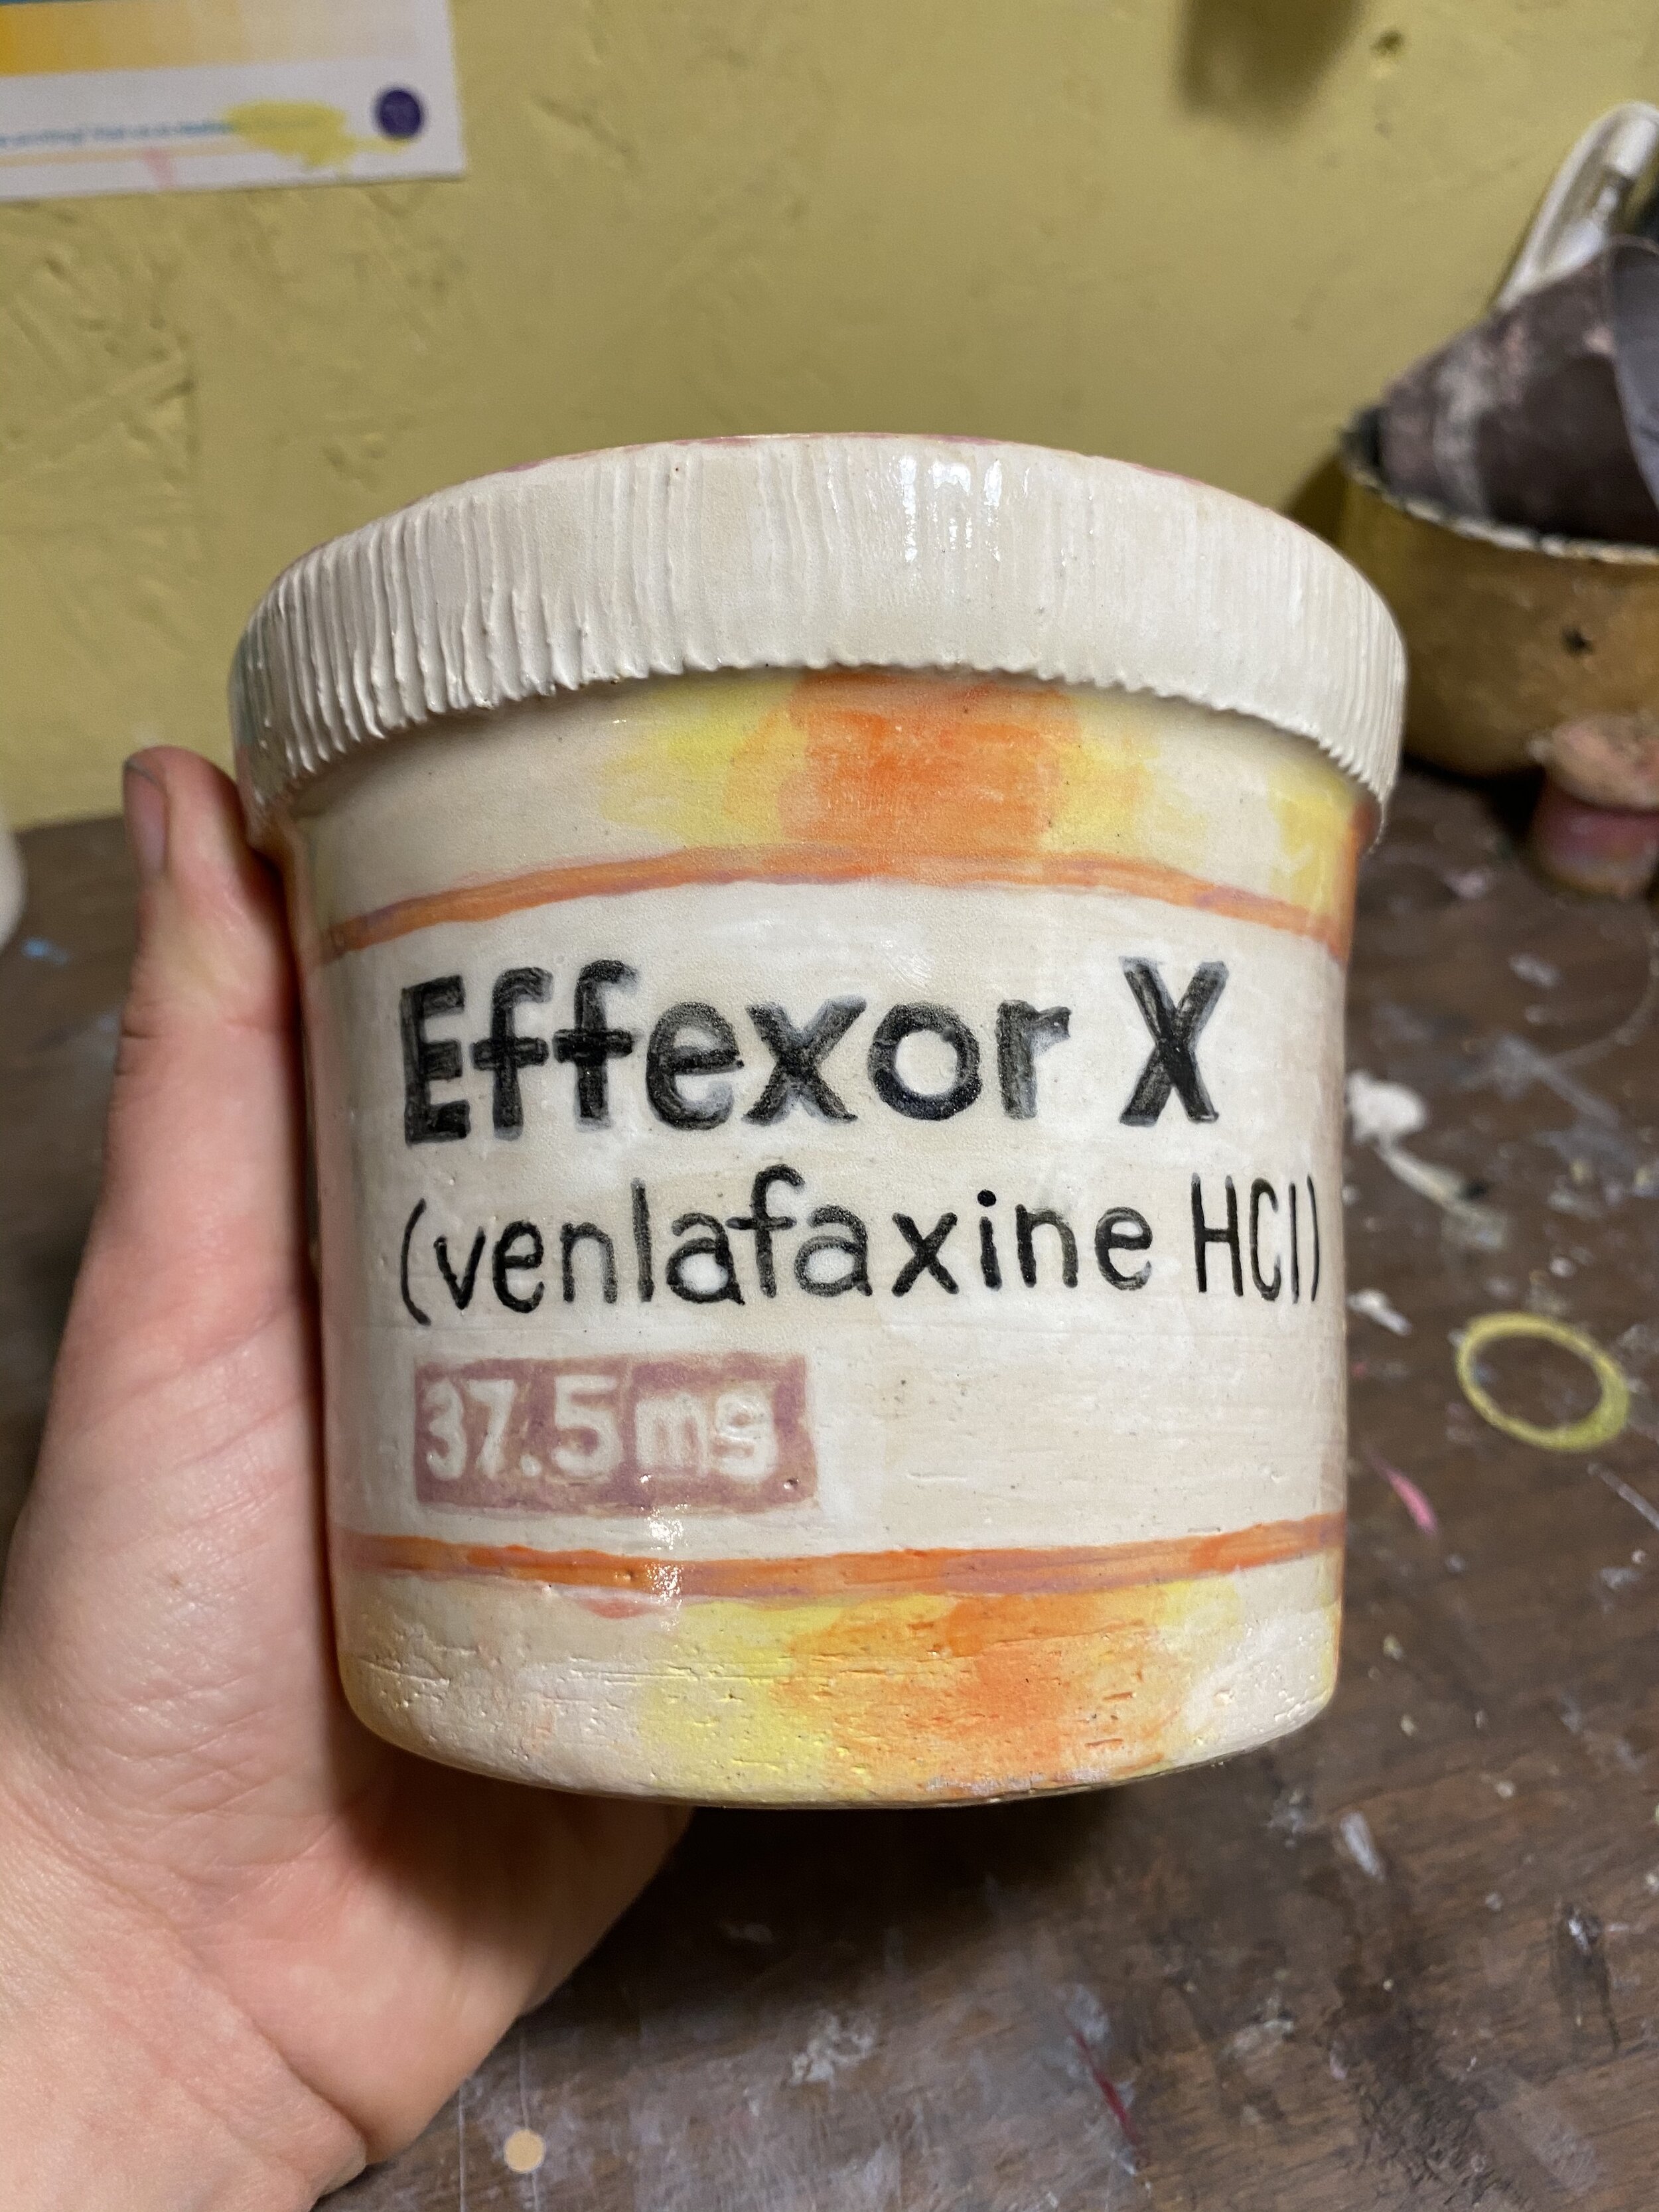 Effexor X
(venlafaxine HCl)
37.5mg